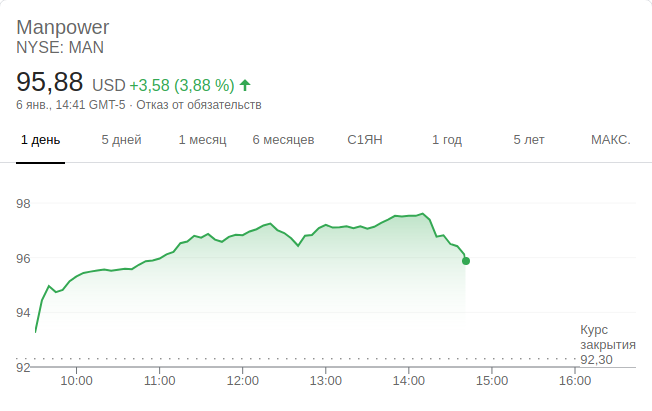 Manpower
NYSE: MAN
95,88 USD +3,58 (3,88 %)
6 янв., 14:41 GMT-5 · Отказ от обязательств
1 день 5 дней 1 месяц 6 месяцев С1ЯН 1 год 5 лет МАКС.
98
96
94
Курс
закрытия
92,30
92
10:00 11:00 12:00 13:00 14:00 15:00 16:00